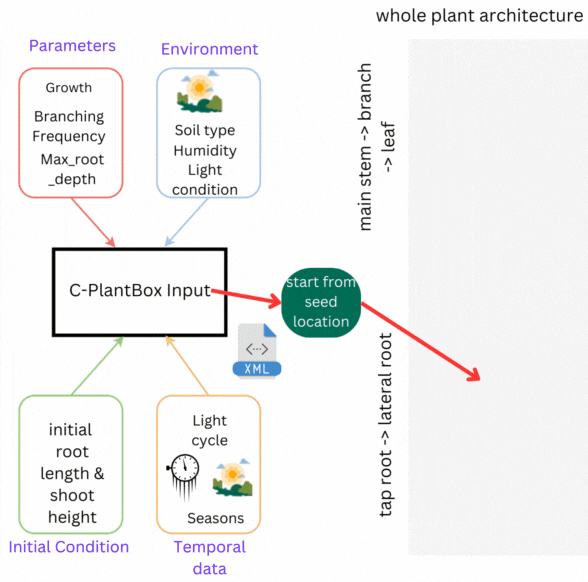 whole plant architecture
Parameters
Environment
Growth
Branching
Frequency
Max_root
_depth
Soil type
Humidity
Light
condition
main stem -> branch
-> leaf
C-PlantBox Input
start from
seed
location
<···>
XML
tap root -> lateral root
initial
root
length &
shoot
height
Light
cycle
Seasons
Initial Condition
Temporal
data